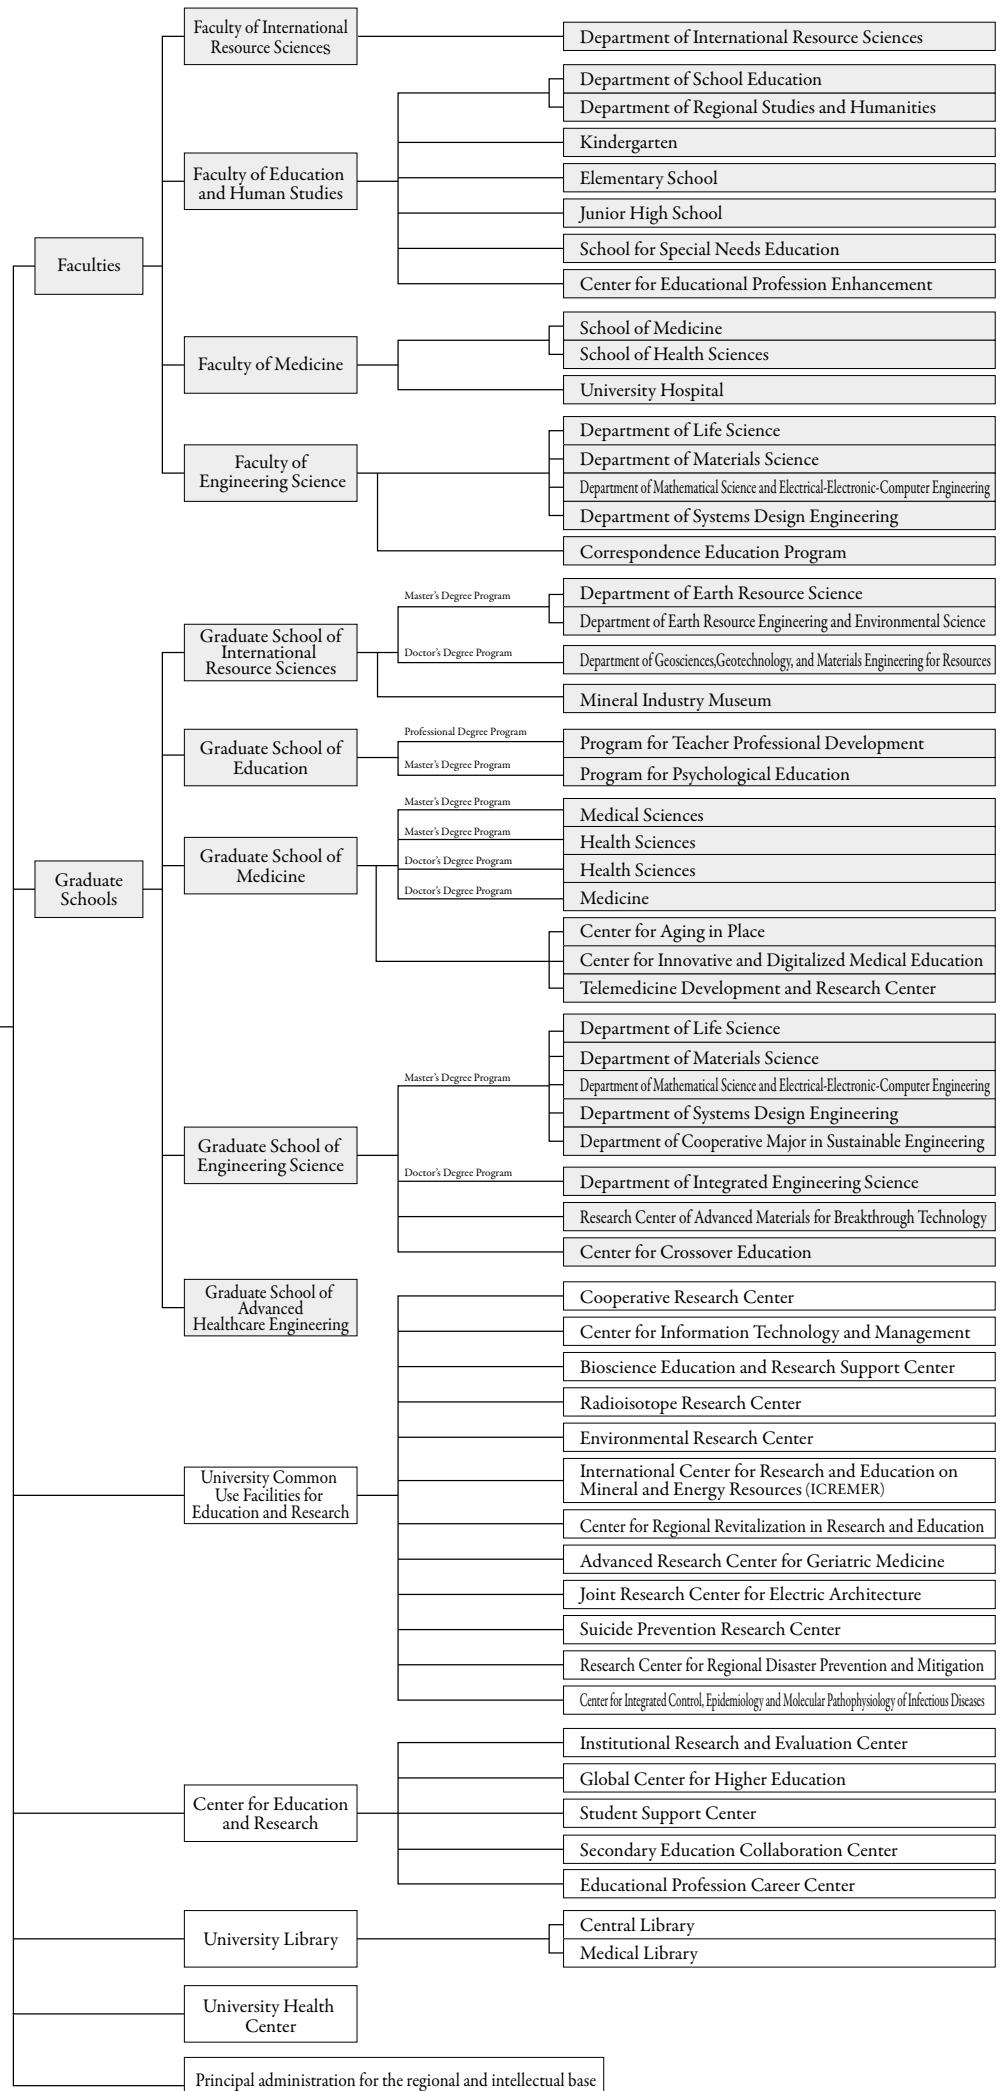 Faculties
Faculty of International
Resource Sciences
Department of International Resource Sciences
Faculty of Education
and Human Studies
Department of School Education
Department of Regional Studies and Humanities
Kindergarten
Elementary School
Junior High School
School for Special Needs Education
Center for Educational Profession Enhancement
Faculty of Medicine
School of Medicine
School of Health Sciences
University Hospital
Faculty of
Engineering Science
Department of Life Science
Department of Materials Science
Department of Mathematical Science and Electrical-Electronic-Computer Engineering
Department of Systems Design Engineering
Correspondence Education Program
Graduate
Schools
Graduate School of
International
Resource Sciences
Master's Degree Program
Department of Earth Resource Science
Department of Earth Resource Engineering and Environmental Science
Doctor's Degree Program
Department of Geosciences,Geotechnology, and Materials Engineering for Resources
Mineral Industry Museum
Graduate School of
Education
Professional Degree Program
Program for Teacher Professional Development
Master's Degree Program
Program for Psychological Education
Graduate School of
Medicine
Master's Degree Program
Medical Sciences
Master's Degree Program
Health Sciences
Doctor's Degree Program
Health Sciences
Doctor's Degree Program
Medicine
Center for Aging in Place
Center for Innovative and Digitalized Medical Education
Telemedicine Development and Research Center
Graduate School of
Engineering Science
Master's Degree Program
Department of Life Science
Department of Materials Science
Department of Mathematical Science and Electrical-Electronic-Computer Engineering
Department of Systems Design Engineering
Department of Cooperative Major in Sustainable Engineering
Doctor's Degree Program
Department of Integrated Engineering Science
Research Center of Advanced Materials for Breakthrough Technology
Center for Crossover Education
Graduate School of
Advanced
Healthcare Engineering
University Common
Use Facilities for
Education and Research
Cooperative Research Center
Center for Information Technology and Management
Bioscience Education and Research Support Center
Radioisotope Research Center
Environmental Research Center
International Center for Research and Education on
Mineral and Energy Resources (ICREMER)
Center for Regional Revitalization in Research and Education
Advanced Research Center for Geriatric Medicine
Joint Research Center for Electric Architecture
Suicide Prevention Research Center
Research Center for Regional Disaster Prevention and Mitigation
Center for Integrated Control, Epidemiology and Molecular Pathophysiology of Infectious Diseases
Center for Education
and Research
Institutional Research and Evaluation Center
Global Center for Higher Education
Student Support Center
Secondary Education Collaboration Center
Educational Profession Career Center
University Library
Central Library
Medical Library
University Health
Center
Principal administration for the regional and intellectual base